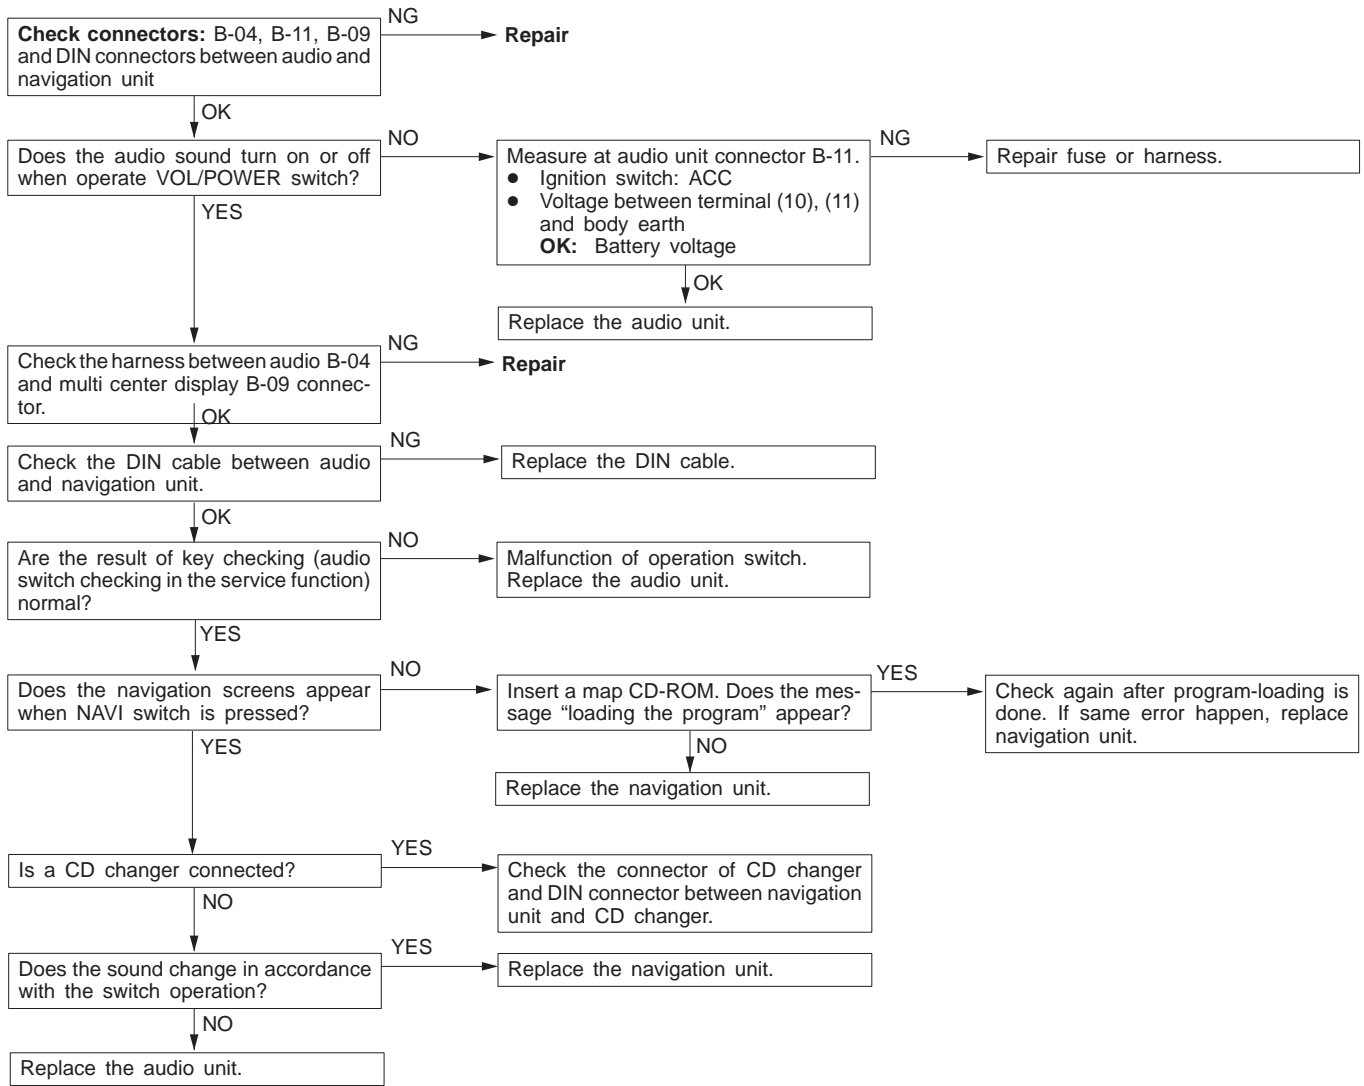 Check connectors: B-04, B-11, B-09
and DIN connectors between audio and
navigation unit
NG
Repair
OK
Does the audio sound turn on or off
when operate VOL/POWER switch?
NO
Measure at audio unit connector B-11.
● Ignition switch: ACC
● Voltage between terminal (10), (11)
and body earth
OK: Battery voltage
NG
Repair fuse or harness.
YES
OK
Replace the audio unit.
Check the harness between audio B-04
and multi center display B-09 connec-
tor.
NG
Repair
OK
Check the DIN cable between audio
and navigation unit.
NG
Replace the DIN cable.
OK
Are the result of key checking (audio
switch checking in the service function)
normal?
NO
Malfunction of operation switch.
Replace the audio unit.
YES
Does the navigation screens appear
when NAVI switch is pressed?
NO
Insert a map CD-ROM. Does the mes-
sage “loading the program” appear?
YES
Check again after program-loading is
done. If same error happen, replace
navigation unit.
YES
NO
Replace the navigation unit.
Is a CD changer connected?
YES
Check the connector of CD changer
and DIN connector between navigation
unit and CD changer.
NO
Does the sound change in accordance
with the switch operation?
YES
Replace the navigation unit.
NO
Replace the audio unit.